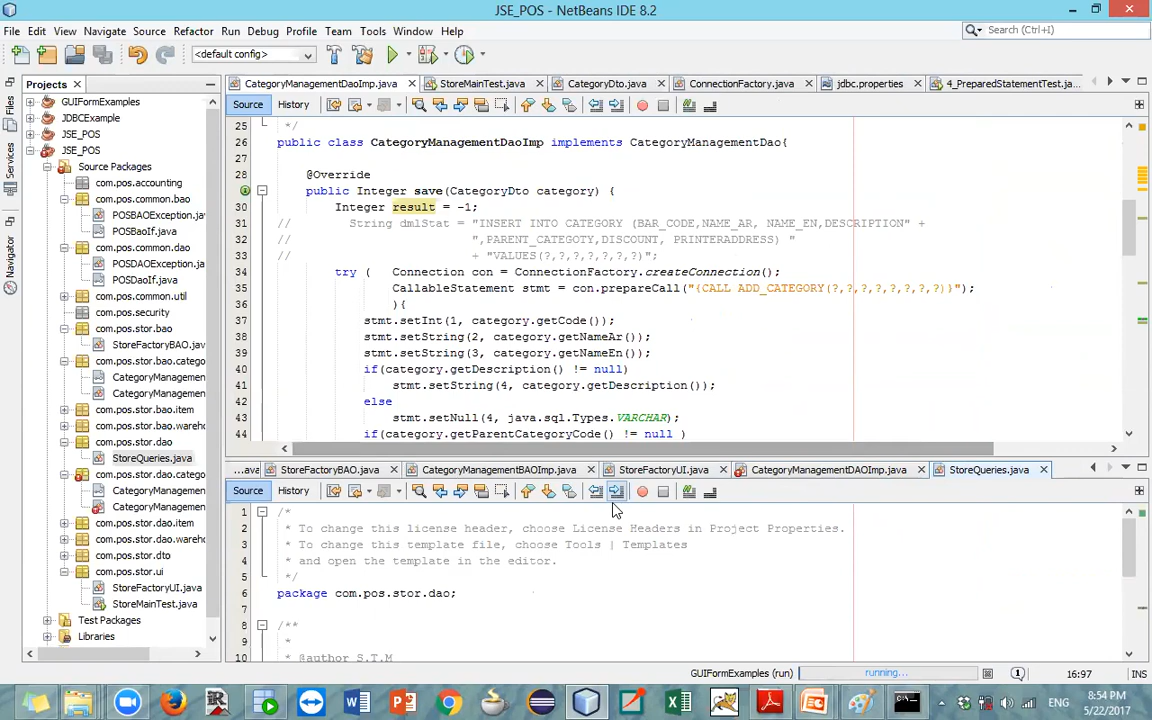 JSE_POS - NetBeans IDE 8.2
File Edit View Navigate Source Refactor Run Debug Profile Team Tools Window Help
Search (Ctrl+I)
<default config>
Projects
CategoryManagementDaoImp.java StoreMainTest.java CategoryDto.java ConnectionFactory.java jdbc.properties 4_PreparedStatementTest.ja...
Source History
Files
Services
Navigator
GUIFormExamples
JDBCExample
JSE_POS
JSE_POS
Source Packages
com.pos.accounting
com.pos.common.bao
POSBAOException.jav
POSBaoIf.java
com.pos.common.dao
POSDAOException.jav
POSDaoIf.java
com.pos.common.util
com.pos.security
com.pos.stor.bao
StoreFactoryBAO.jav
com.pos.stor.bao.catego
CategoryManagement
CategoryManagement
com.pos.stor.bao.item
com.pos.stor.bao.wareh
com.pos.stor.dao
StoreQueries.java
com.pos.stor.dao.catego
CategoryManagement
CategoryManagement
com.pos.stor.dao.item
com.pos.stor.dao.wareh
com.pos.stor.dto
com.pos.stor.ui
StoreFactoryUI.java
StoreMainTest.java
Test Packages
Libraries
25 */
26 public class CategoryManagementDaoImp implements CategoryManagementDao{
27
28 @Override
public Integer save(CategoryDto category) {
30 Integer result = -1;
31 // String dmlStat = "INSERT INTO CATEGORY (BAR_CODE,NAME_AR, NAME_EN,DESCRIPTION" +
32 // ",PARENT_CATEGOTY,DISCOUNT, PRINTERADDRESS) "
33 // + "VALUES(?,?,?,?,?,?,?)";
34 try ( Connection con = ConnectionFactory.createConnection();
35 CallableStatement stmt = con.prepareCall("{CALL ADD_CATEGORY(?,?,?,?,?,?,?,?)}");
36 ){
37 stmt.setInt(1, category.getCode());
38 stmt.setString(2, category.getNameAr());
39 stmt.setString(3, category.getNameEn());
40 if(category.getDescription() != null)
41 stmt.setString(4, category.getDescription());
42 else
43 stmt.setNull(4, java.sql.Types.VARCHAR);
44 if(category.getParentCategoryCode() != null )
...ava StoreFactoryBAO.java CategoryManagementBAOImp.java StoreFactoryUI.java CategoryManagementDAOImp.java StoreQueries.java
Source History
1 /*
2 * To change this license header, choose License Headers in Project Properties.
3 * To change this template file, choose Tools | Templates
4 * and open the template in the editor.
5 */
6 package com.pos.stor.dao;
7
8 /**
9 *
10 * @author S.T.M
GUIFormExamples (run) running... 1 16:97 INS
ENG
8:54 PM
5/22/2017